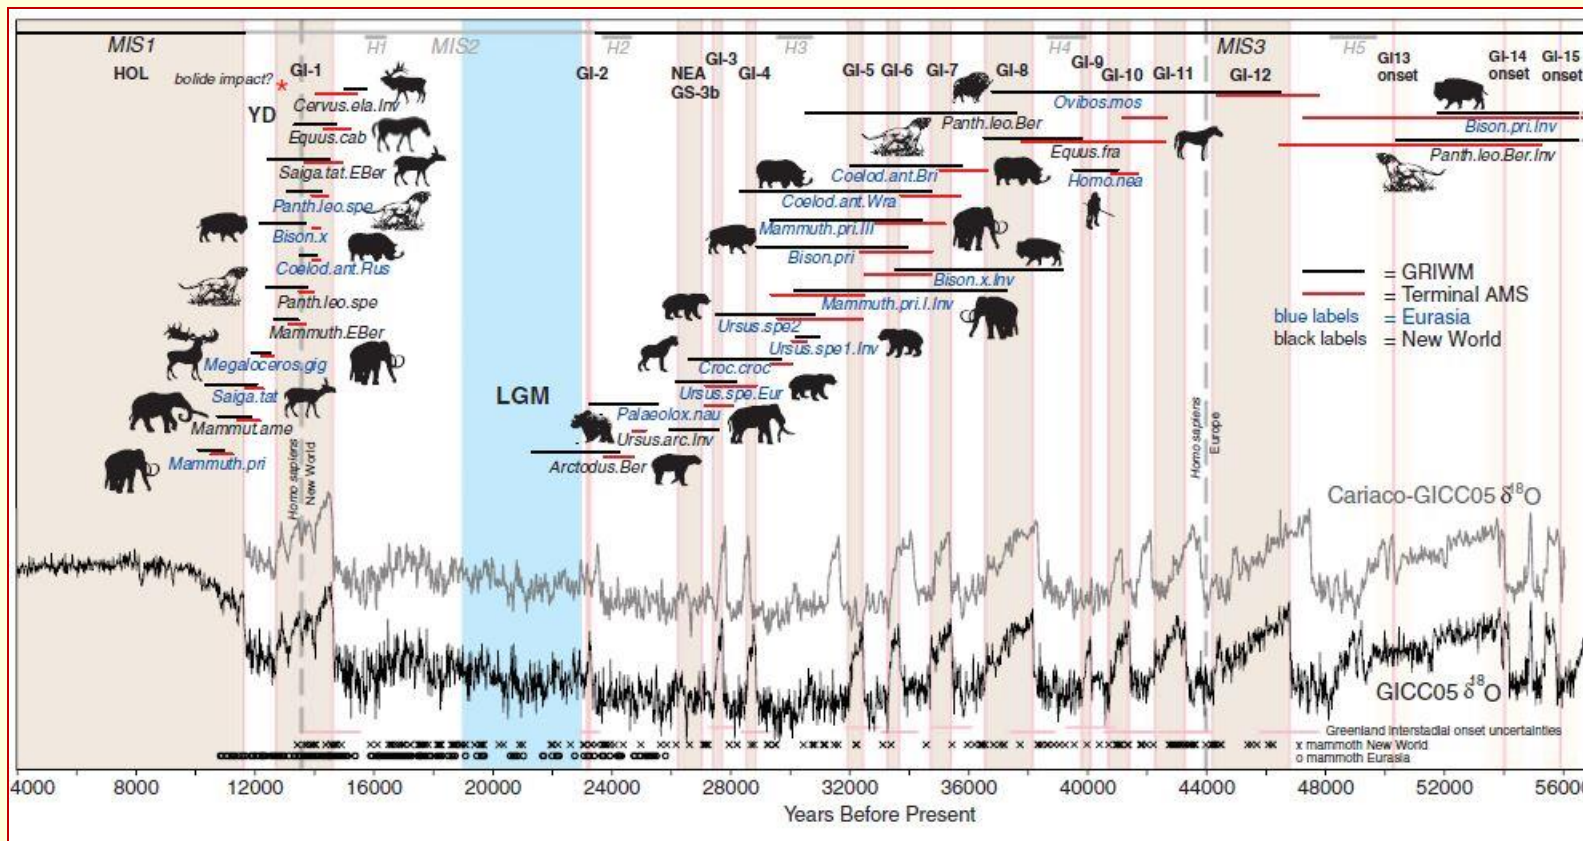 MIS1
H1
MIS2
H2
H3
H4
MIS3
H5
HOL
bolide impact?
*
GI-1
GI-2
NEA
GS-3b
GI-3
GI-4
GI-5
GI-6
GI-7
GI-8
GI-9
GI-10
GI-11
GI-12
GI13
onset
GI-14
onset
GI-15
onset
YD
Cervus.ela.Inv
Equus.cab
Saiga.tat.EBer
Panth.leo.spe
Bison.x
Coelod.ant.Rus
Panth.leo.spe
Mammuth.EBer
Megaloceros.gig
Saiga.tat
Mammut.ame
Mammuth.pri
Homo sapiens
New World
LGM
Ovibos.mos
Panth.leo.Ber
Equus.fra
Coelod.ant.Bri
Homo.nea
Coelod.ant.Wra
Mammuth.pri.III
Bison.pri
Bison.x.Inv
Mammuth.pri.I.Inv
Ursus.spe2
Ursus.spe1.Inv
Croc.croc
Ursus.spe.Eur
Palaeolox.nau
Ursus.arc.Inv
Arctodus.Ber
Bison.pri.Inv
Panth.leo.Ber.Inv
Homo sapiens
Europe
= GRIWM
= Terminal AMS
blue labels = Eurasia
black labels = New World
Cariaco-GICC05 δ18O
GICC05 δ18O
Greenland Interstadial onset uncertainties
x mammoth New World
o mammoth Eurasia
4000 8000 12000 16000 20000 24000 28000 32000 36000 40000 44000 48000 52000 5600
Years Before Present